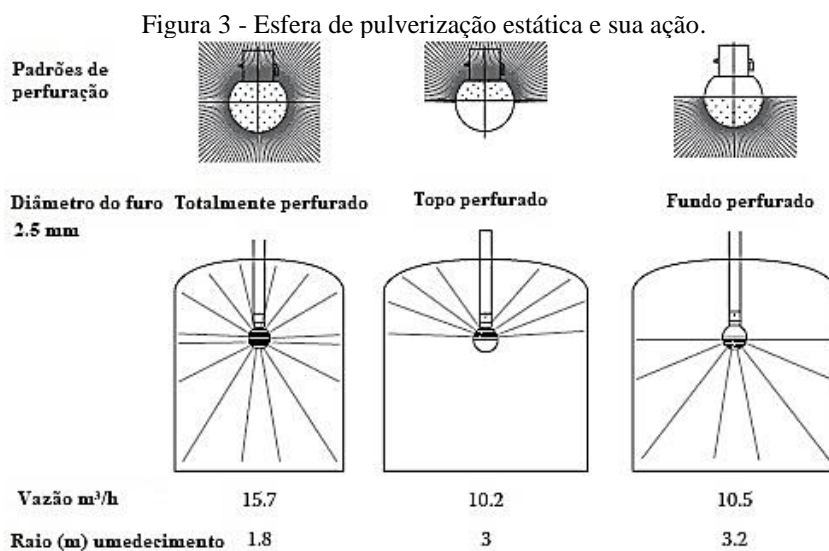 Figura 3 - Esfera de pulverização estática e sua ação.
Padrões de
perfuração
Diâmetro do furo Totalmente perfurado Topo perfurado Fundo perfurado
2.5 mm
Vazão m³/h 15.7 10.2 10.5
Raio (m) umedecimento 1.8 3 3.2